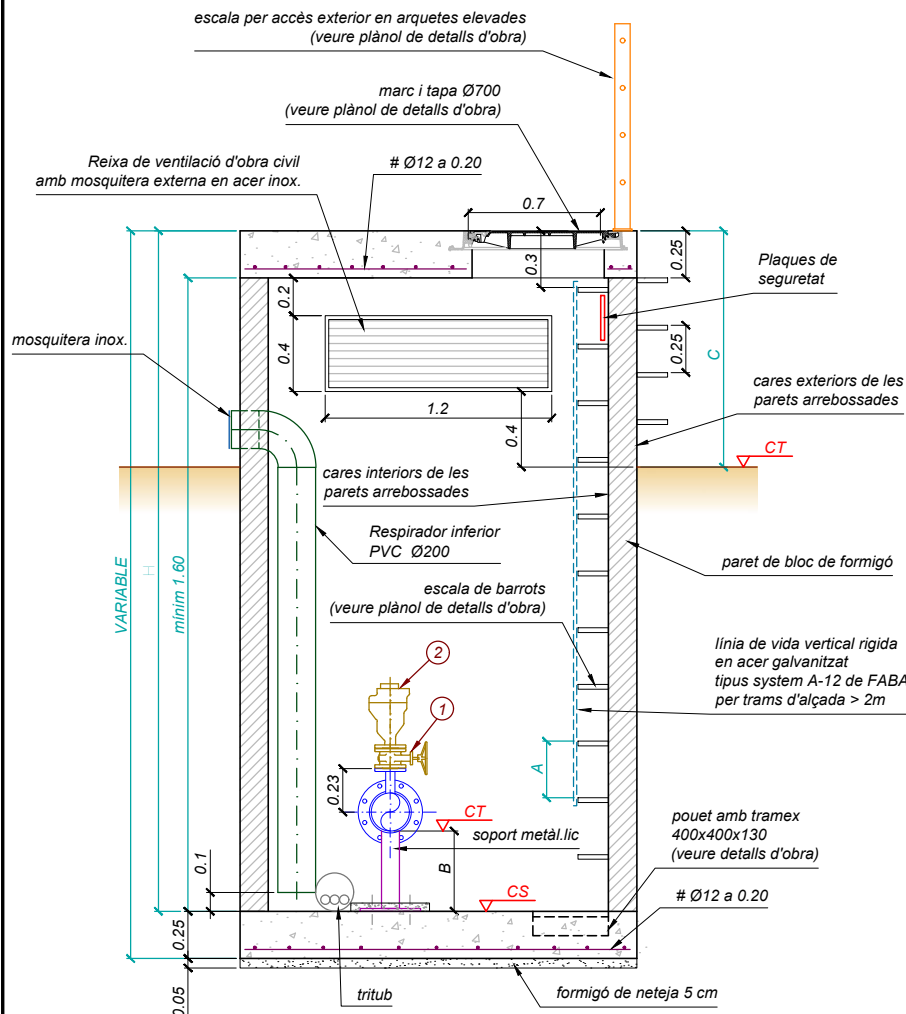 escala per accès exterior en arquetes elevades
(veure plànol de detalls d'obra)
marc i tapa Ø700
(veure plànol de detalls d'obra)
Reixa de ventilació d'obra civil
amb mosquitera externa en acer inox.
# Ø12 a 0.20
0.7
0.3
0.25
Plaques de
seguretat
0.2
mosquitera inox.
0.4
0.25
C
1.2
0.4
cares exteriors de les
parets arrebossades
CT
cares interiors de les
parets arrebossades
Respirador inferior
PVC Ø200
paret de bloc de formigó
VARIABLE
H
mínim 1.60
escala de barrots
(veure plànol de detalls d'obra)
línia de vida vertical rigida
en acer galvanitzat
tipus system A-12 de FABA
per trams d'alçada > 2m
2
1
A
0.23
CT
soport metàl.lic
B
pouet amb tramex
400x400x130
(veure detalls d'obra)
0.1
CS
# Ø12 a 0.20
0.25
0.05
tritub
formigó de neteja 5 cm